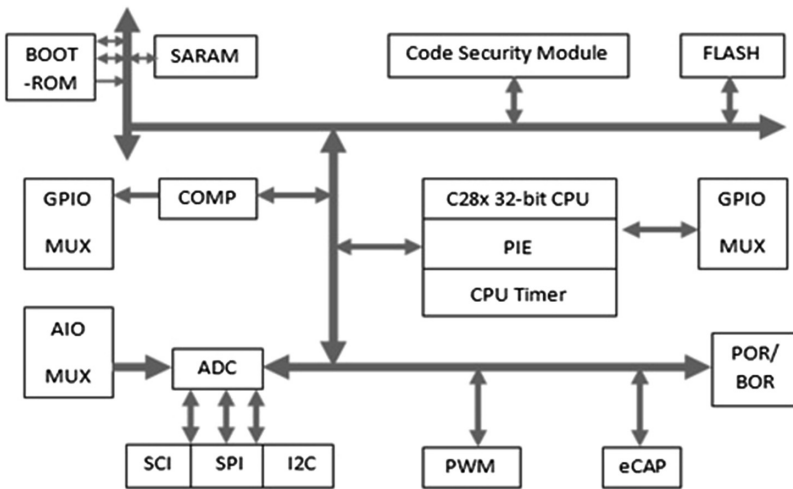 BOOT
-ROM
SARAM
Code Security Module
FLASH
GPIO
MUX
COMP
C28x 32-bit CPU
PIE
CPU Timer
GPIO
MUX
AIO
MUX
ADC
POR/
BOR
SCI
SPI
I2C
PWM
eCAP